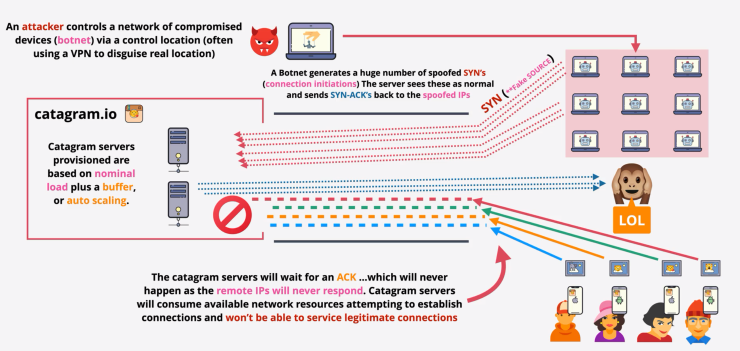 An attacker controls a network of compromised
devices (botnet) via a control location (often
using a VPN to disguise real location)
A Botnet generates a huge number of spoofed SYN's
(connection initiations) The server sees these as normal
and sends SYN-ACK's back to the spoofed IPs
SYN (**Fake SOURCE)
catagram.io
Catagram servers
provisioned are
based on nominal
load plus a buffer,
or auto scaling.
LOL
The catagram servers will wait for an ACK ...which will never
happen as the remote IPs will never respond. Catagram servers
will consume available network resources attempting to establish
connections and won't be able to service legitimate connections